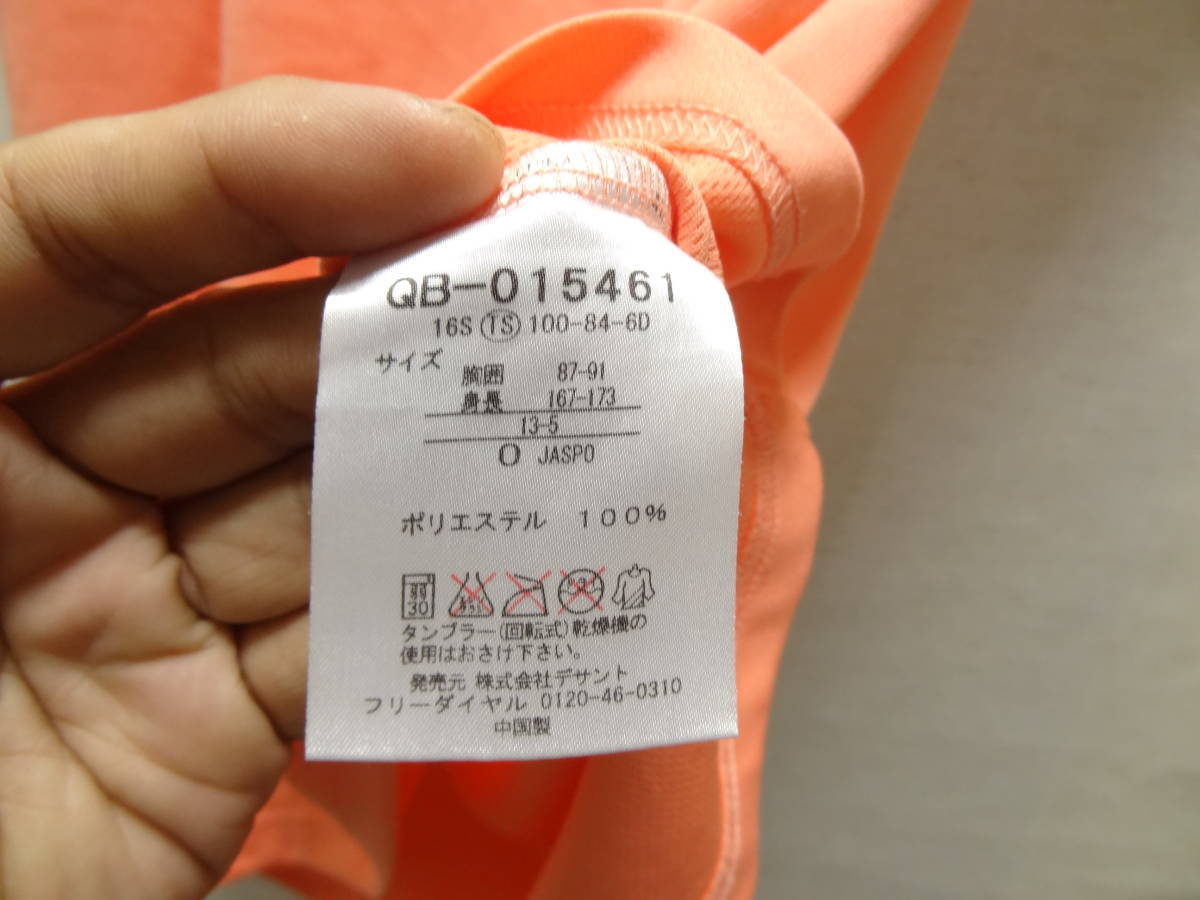 QB-015461
16S (TS) 100-84-6D
サイズ
胸囲 87-91
身長 167-173
13-5
O JASPO
ポリエステル 100%
30
タンブラー(回転式)乾燥機の
使用はおさけ下さい。
発売元 株式会社デサント
フリーダイヤル 0120-46-0310
中国製